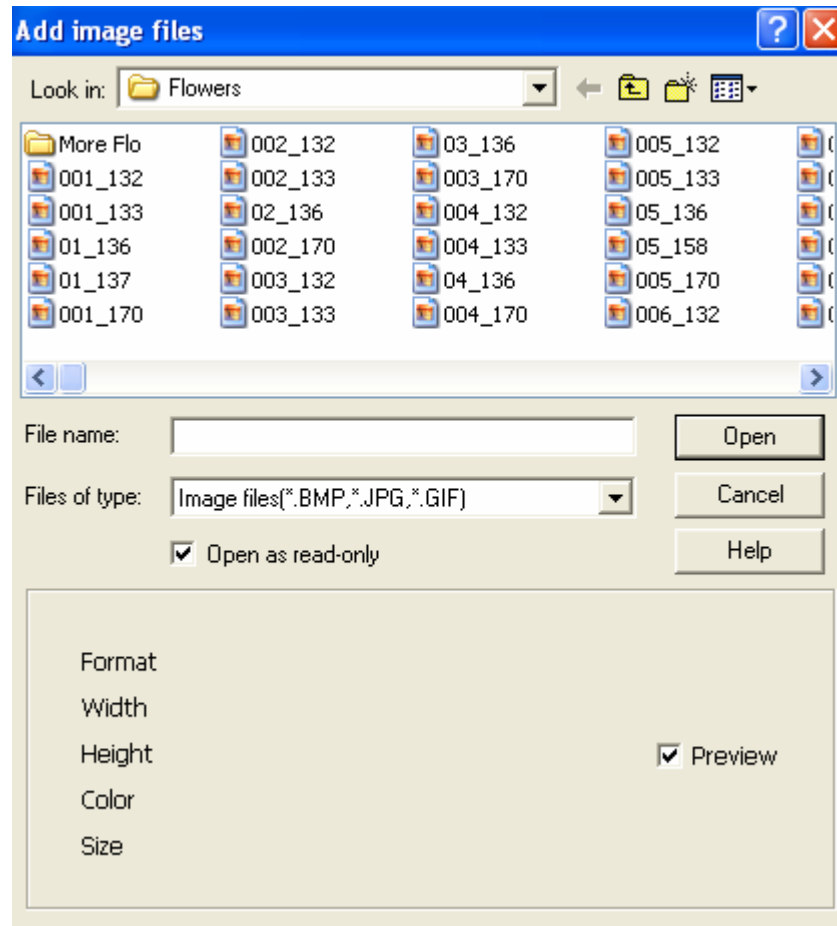 Add image files
Look in: Flowers
More Flo 002_132 03_136 005_132
001_132 002_133 003_170 005_133
001_133 02_136 004_132 05_136
01_136 002_170 004_133 05_158
01_137 003_132 04_136 005_170
001_170 003_133 004_170 006_132
File name: Open
Files of type: Image files(*.BMP,*.JPG,*.GIF) Cancel
Open as read-only Help
Format
Width
Height Preview
Color
Size